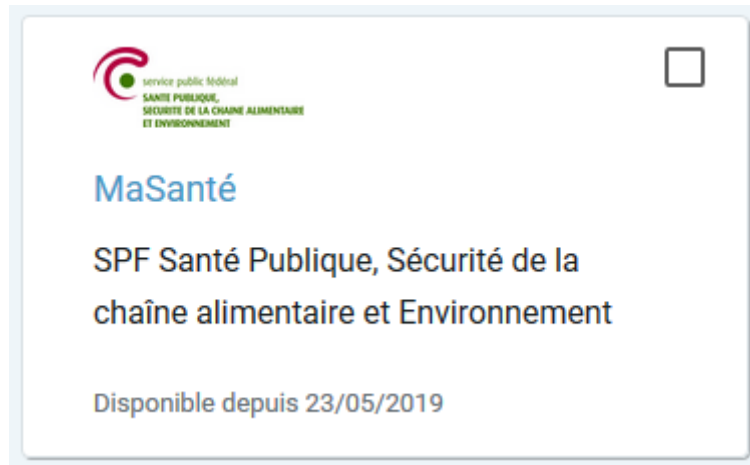 service public fédéral
SANTE PUBLIQUE,
SECURITE DE LA CHAINE ALIMENTAIRE
ET ENVIRONNEMENT
MaSanté
SPF Santé Publique, Sécurité de la
chaîne alimentaire et Environnement
Disponible depuis 23/05/2019